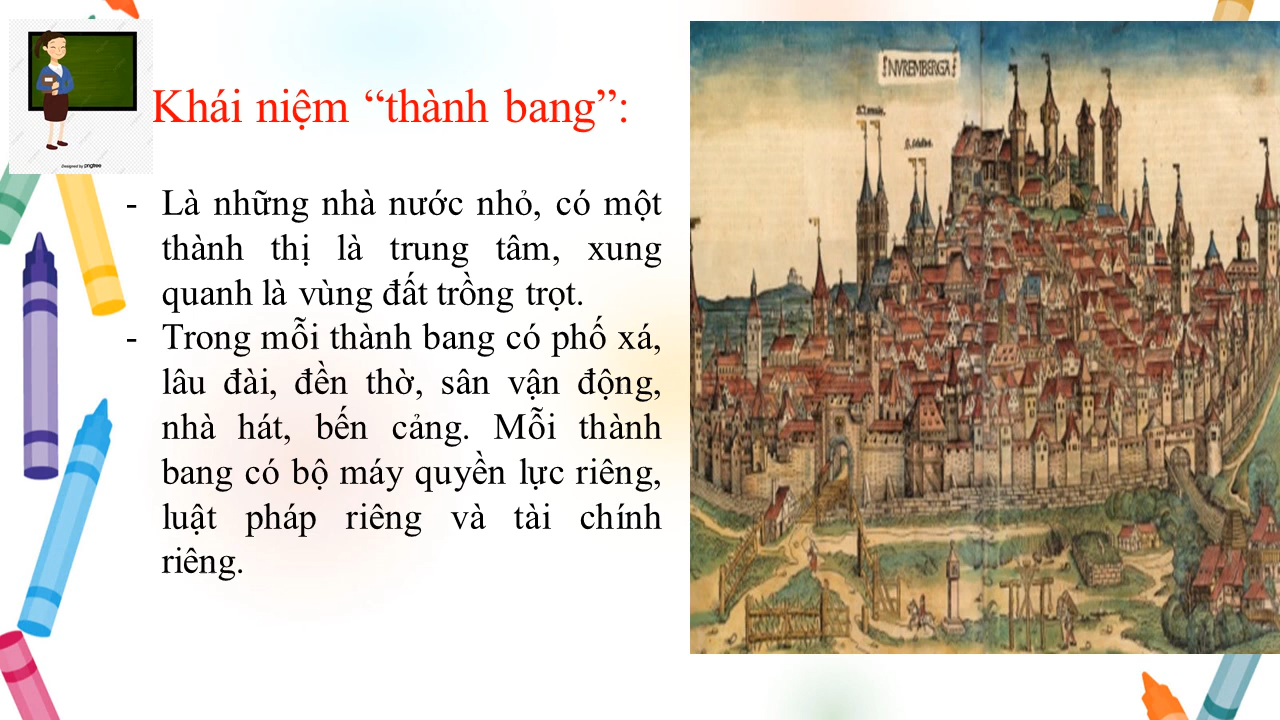 Khái niệm “thành bang”:
- Là những nhà nước nhỏ, có một
thành thị là trung tâm, xung
quanh là vùng đất trồng trọt.
- Trong mỗi thành bang có phố xá,
lâu đài, đền thờ, sân vận động,
nhà hát, bến cảng. Mỗi thành
bang có bộ máy quyền lực riêng,
luật pháp riêng và tài chính
riêng.
Designed by pngtree
NVREMBERGA